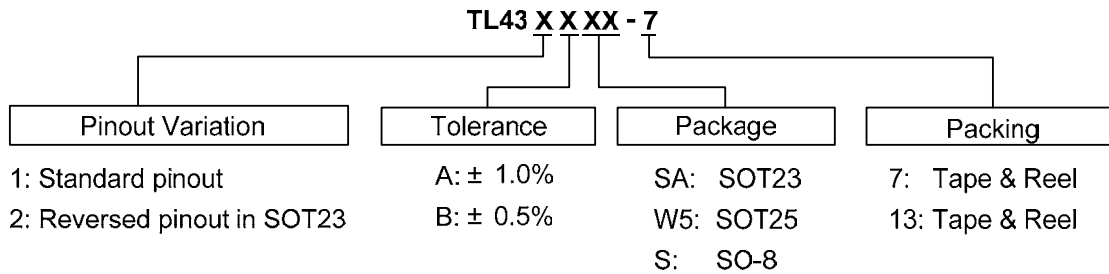 TL43 X X XX - 7
Pinout Variation
Tolerance
Package
Packing
1: Standard pinout
2: Reversed pinout in SOT23
A: ± 1.0%
B: ± 0.5%
SA: SOT23
W5: SOT25
S: SO-8
7: Tape & Reel
13: Tape & Reel